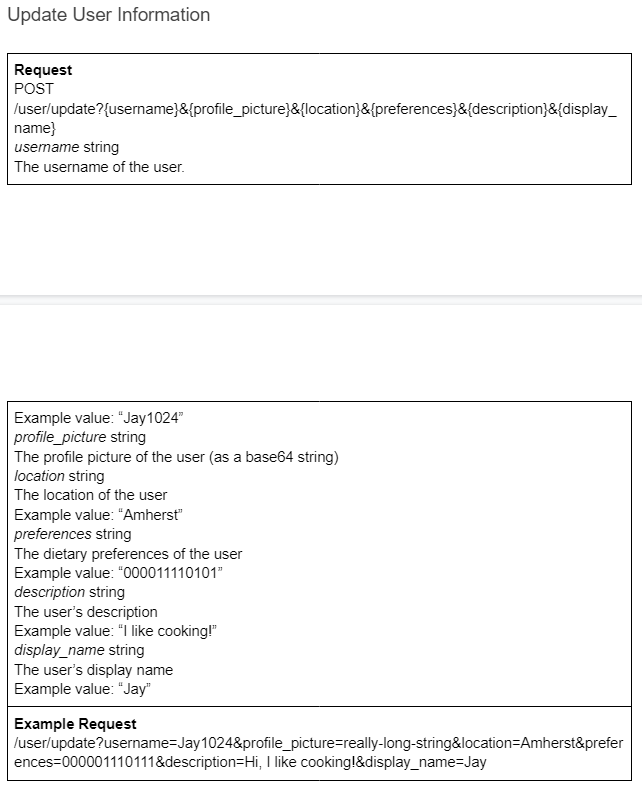 Update User Information
Request
POST
/user/update?{username}&{profile_picture}&{location}&{preferences}&{description}&{display_
name}
username string
The username of the user.
Example value: “Jay1024”
profile_picture string
The profile picture of the user (as a base64 string)
location string
The location of the user
Example value: “Amherst”
preferences string
The dietary preferences of the user
Example value: “000011110101”
description string
The user’s description
Example value: “I like cooking!”
display_name string
The user’s display name
Example value: “Jay”
Example Request
/user/update?username=Jay1024&profile_picture=really-long-string&location=Amherst&prefer
ences=000001110111&description=Hi, I like cooking!&display_name=Jay